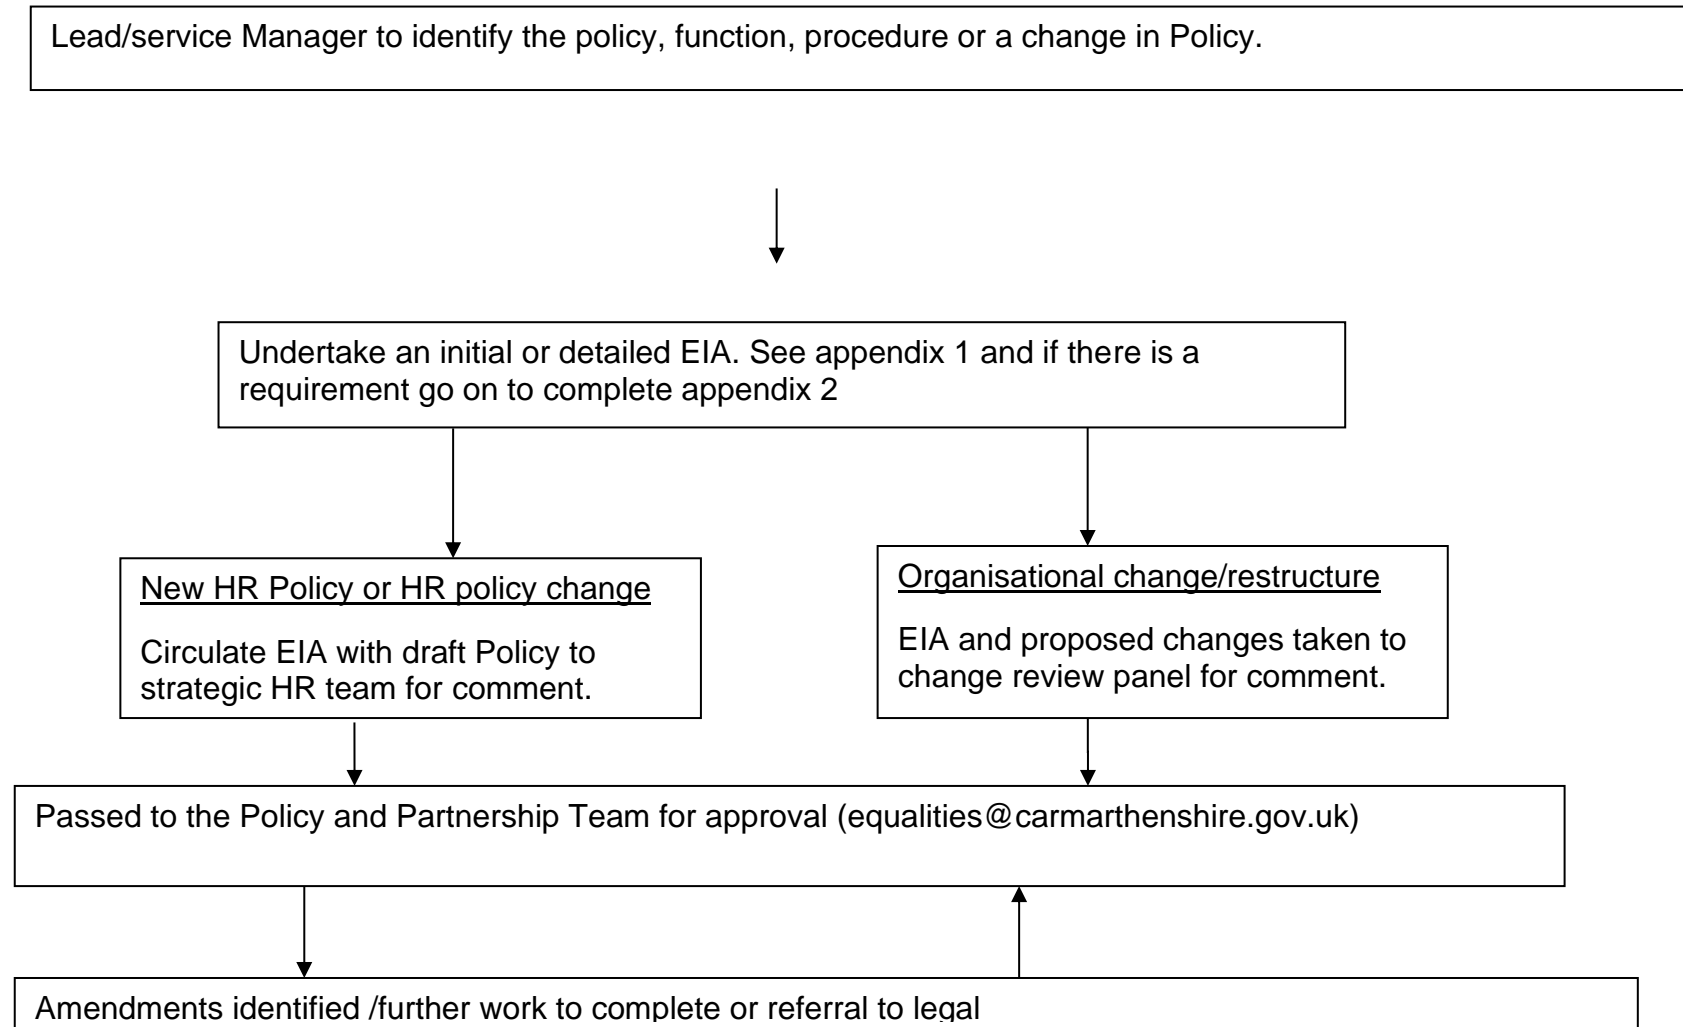 Lead/service Manager to identify the policy, function, procedure or a change in Policy.
Undertake an initial or detailed EIA. See appendix 1 and if there is a
requirement go on to complete appendix 2
New HR Policy or HR policy change
Circulate EIA with draft Policy to
strategic HR team for comment.
Organisational change/restructure
EIA and proposed changes taken to
change review panel for comment.
Passed to the Policy and Partnership Team for approval (equalities@carmarthenshire.gov.uk)
Amendments identified /further work to complete or referral to legal